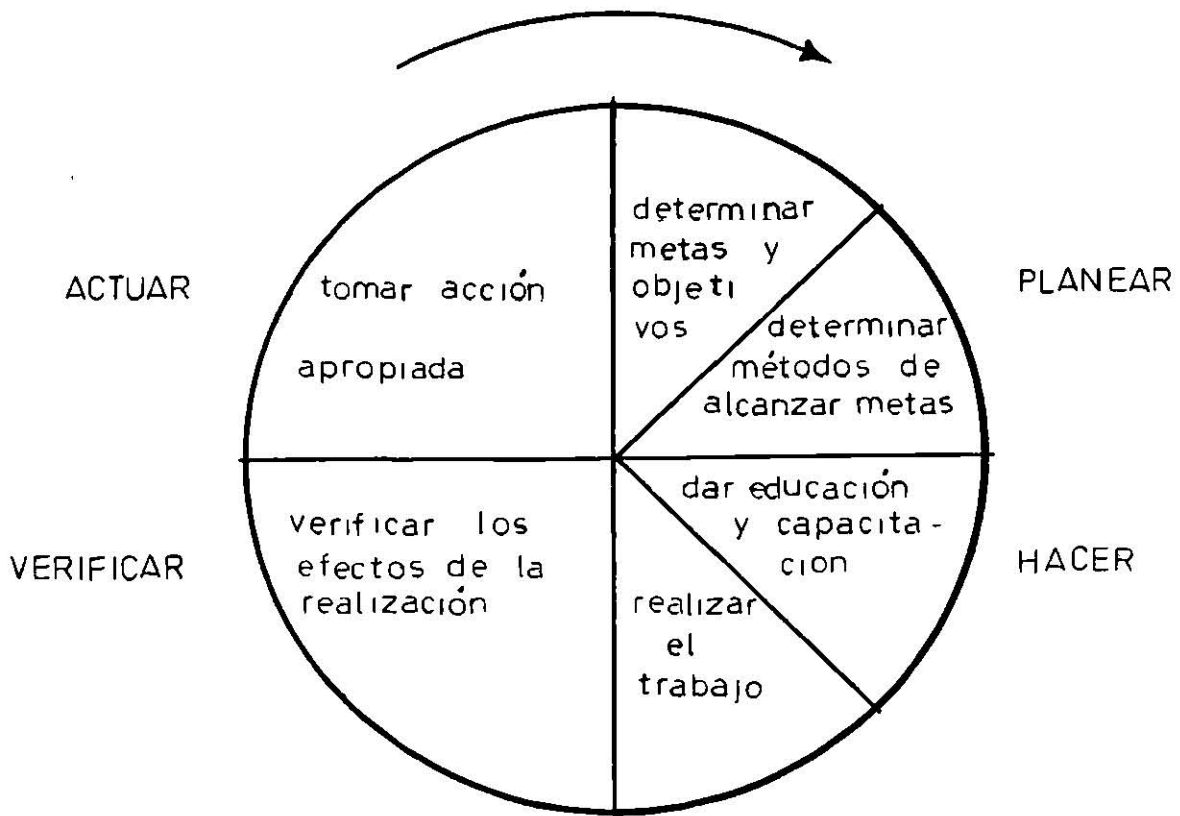 determinar
metas y
objeti
vos
PLANEAR
determinar
métodos de
alcanzar metas
dar educación
y capacita-
cion
HACER
realizar
el
trabajo
VERIFICAR
verificar los
efectos de la
realización
ACTUAR
tomar acción
apropiada